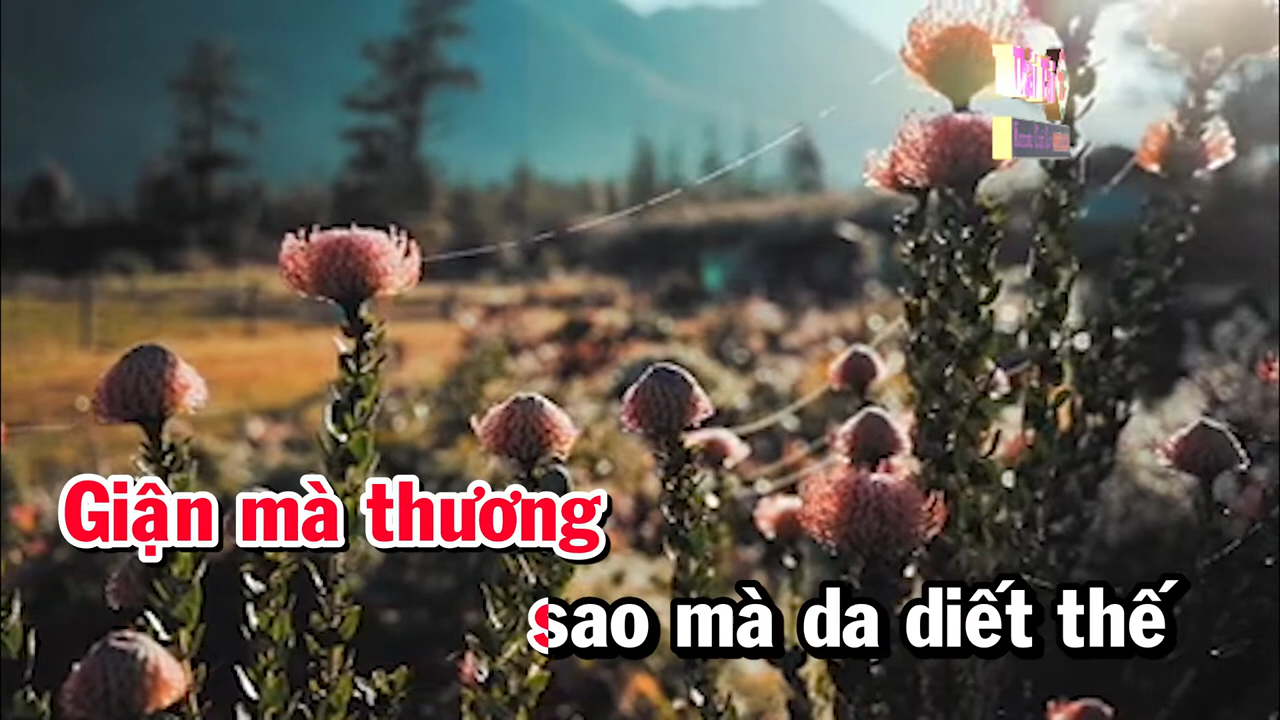 Giận mà thương
sao mà da diết thế